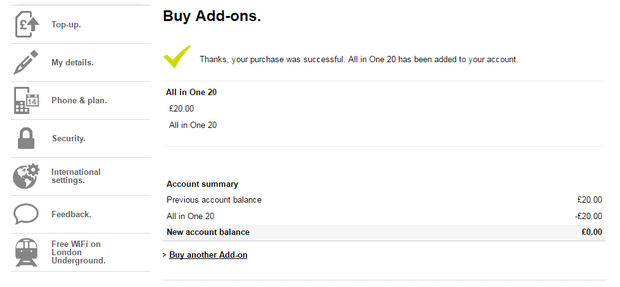 Top-up.
My details.
Phone & plan.
14
Security.
International
settings.
Feedback.
Free WiFi on
London
Underground.
Buy Add-ons.
Thanks, your purchase was successful. All in One 20 has been added to your account.
All in One 20
£20.00
All in One 20
Account summary
Previous account balance £20.00
All in One 20 -£20.00
New account balance £0.00
> Buy another Add-on